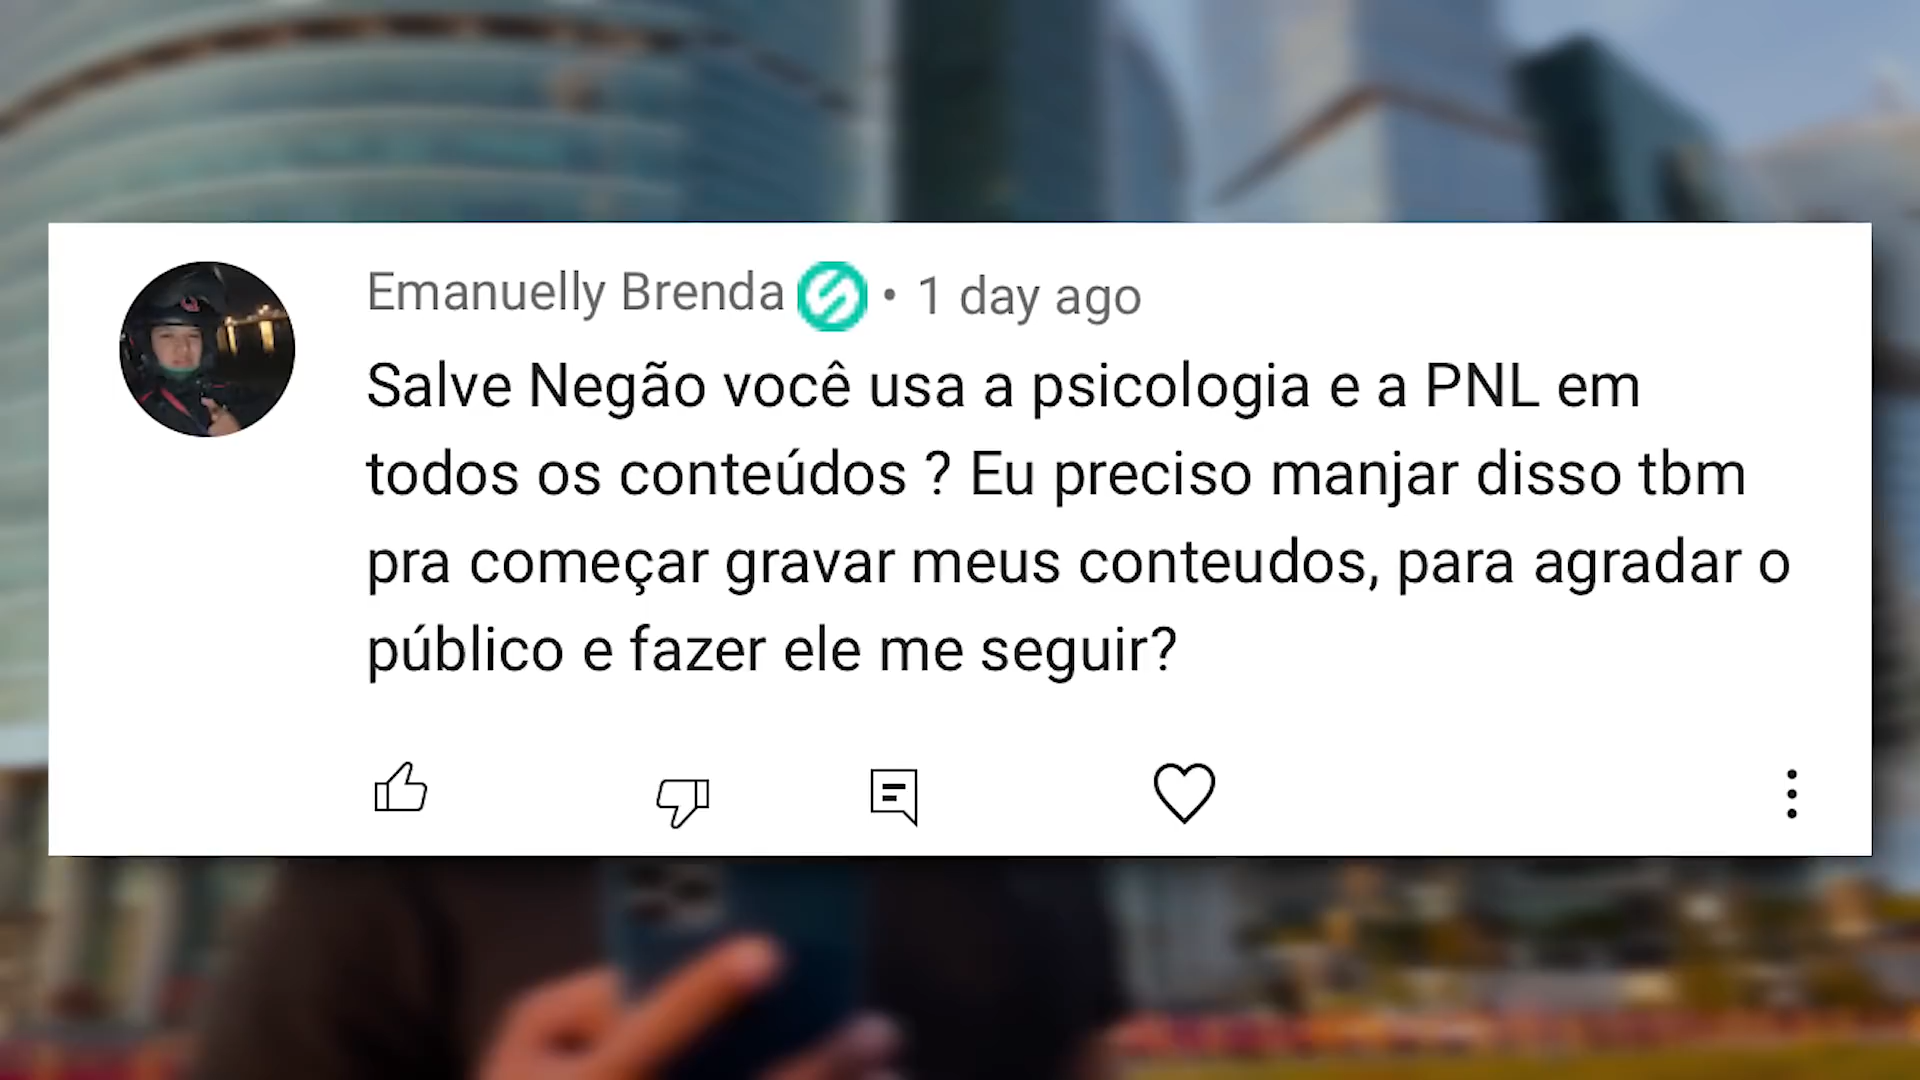 Emanuelly Brenda • 1 day ago
Salve Negão você usa a psicologia e a PNL em
todos os conteúdos ? Eu preciso manjar disso tbm
pra começar gravar meus conteudos, para agradar o
público e fazer ele me seguir?